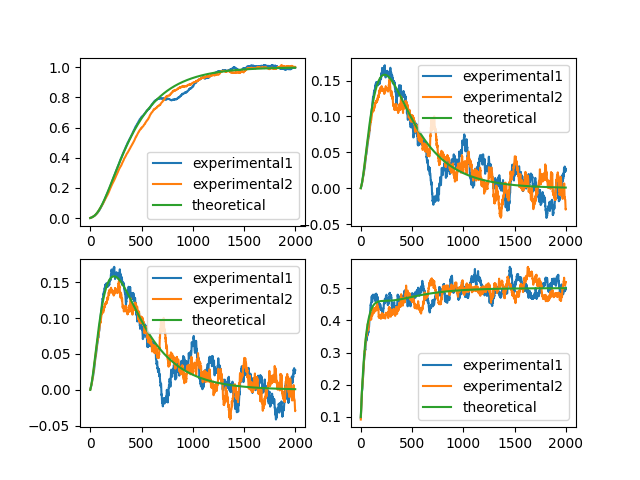 1.0
0.8
0.6
0.4
0.2
0.0
experimental1
experimental2
theoretical
0 500 1000 1500 2000
0.15
0.10
0.05
0.00
−0.05
experimental1
experimental2
theoretical
0 500 1000 1500 2000
0.15
0.10
0.05
0.00
−0.05
experimental1
experimental2
theoretical
0 500 1000 1500 2000
0.5
0.4
0.3
0.2
0.1
experimental1
experimental2
theoretical
0 500 1000 1500 2000